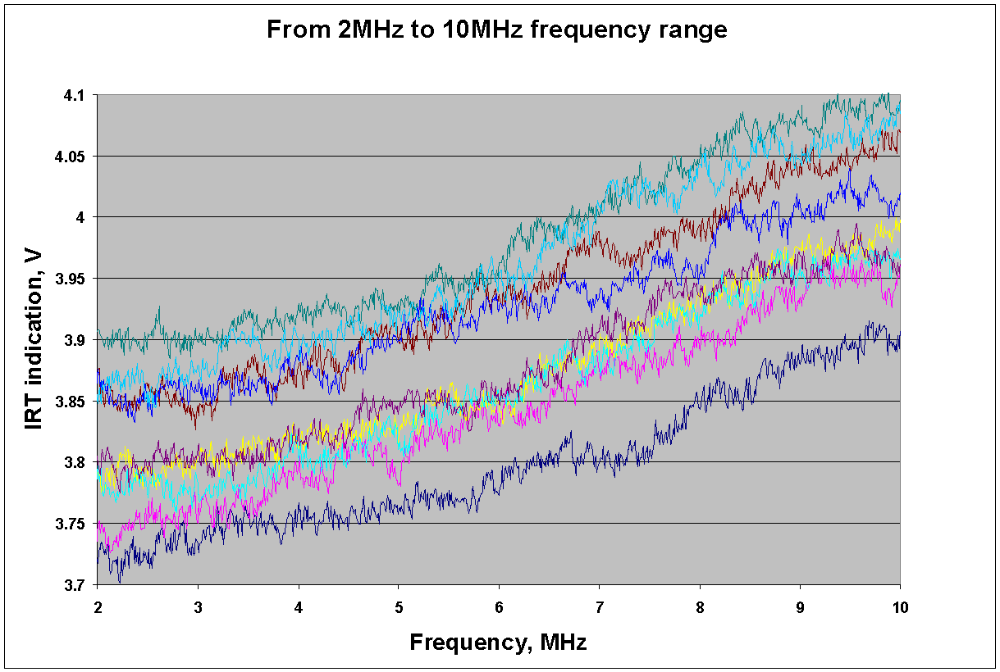 From 2MHz to 10MHz frequency range
4.1
4.05
4
3.95
3.9
3.85
3.8
3.75
3.7
IRT indication, V
2 3 4 5 6 7 8 9 10
Frequency, MHz